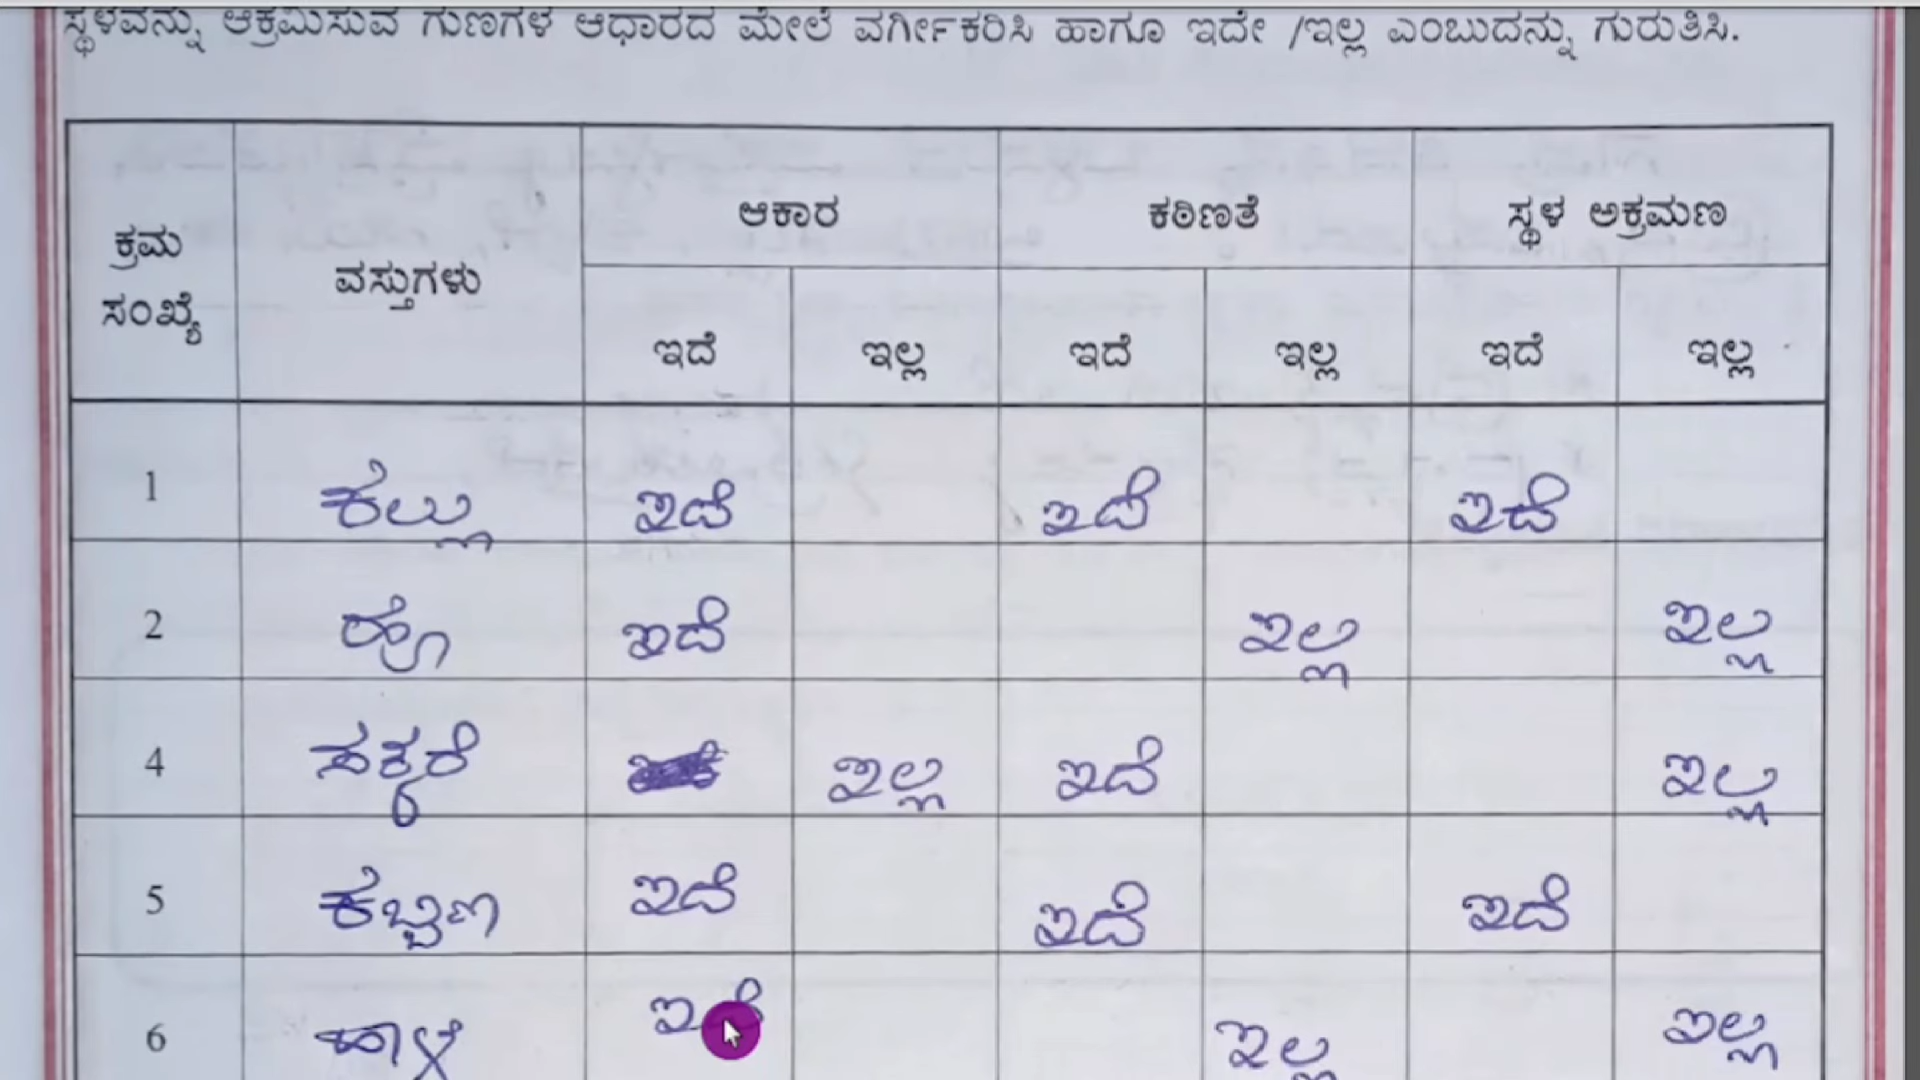 ಸ್ಥಳವನ್ನು ಆಕ್ರಮಿಸುವ ಗುಣಗಳ ಆಧಾರದ ಮೇಲೆ ವರ್ಗೀಕರಿಸಿ ಹಾಗೂ ಇದೇ /ಇಲ್ಲ ಎಂಬುದನ್ನು ಗುರುತಿಸಿ.
ಕ್ರಮ ಸಂಖ್ಯೆ ವಸ್ತುಗಳು ಆಕಾರ ಕಠಿಣತೆ ಸ್ಥಳ ಅಕ್ರಮಣ
ಇದೆ ಇಲ್ಲ ಇದೆ ಇಲ್ಲ ಇದೆ ಇಲ್ಲ
1 ಕಲ್ಲು ಇದೆ ಇದೆ ಇದೆ
2 ಹೂ ಇದೆ ಇಲ್ಲ ಇಲ್ಲ
4 ಸಕ್ಕರೆ ಇಲ್ಲ ಇದೆ ಇಲ್ಲ
5 ಕಬ್ಬಿಣ ಇದೆ ಇದೆ ಇದೆ
6 ಹಾಳೆ ಇದೆ ಇಲ್ಲ ಇಲ್ಲ